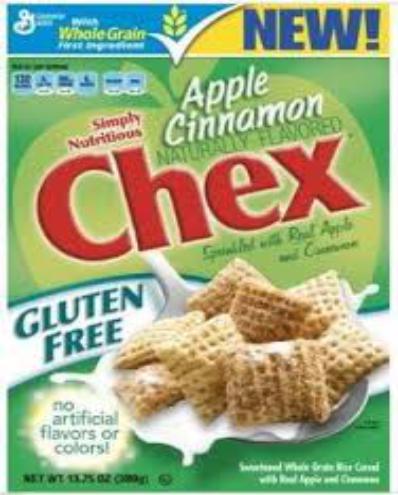 General Mills
With
Whole Grain
First Ingredient
NEW!
Apple
Cinnamon
NATURALLY FLAVORED
Simply
Nutritious
Chex
Sprinkled with Real Apple
and Cinnamon
GLUTEN
FREE
no
artificial
flavors or
colors!
NET WT 13.75 OZ (389g)
Sweetened Whole Grain Rice Cereal
with Real Apple and Cinnamon